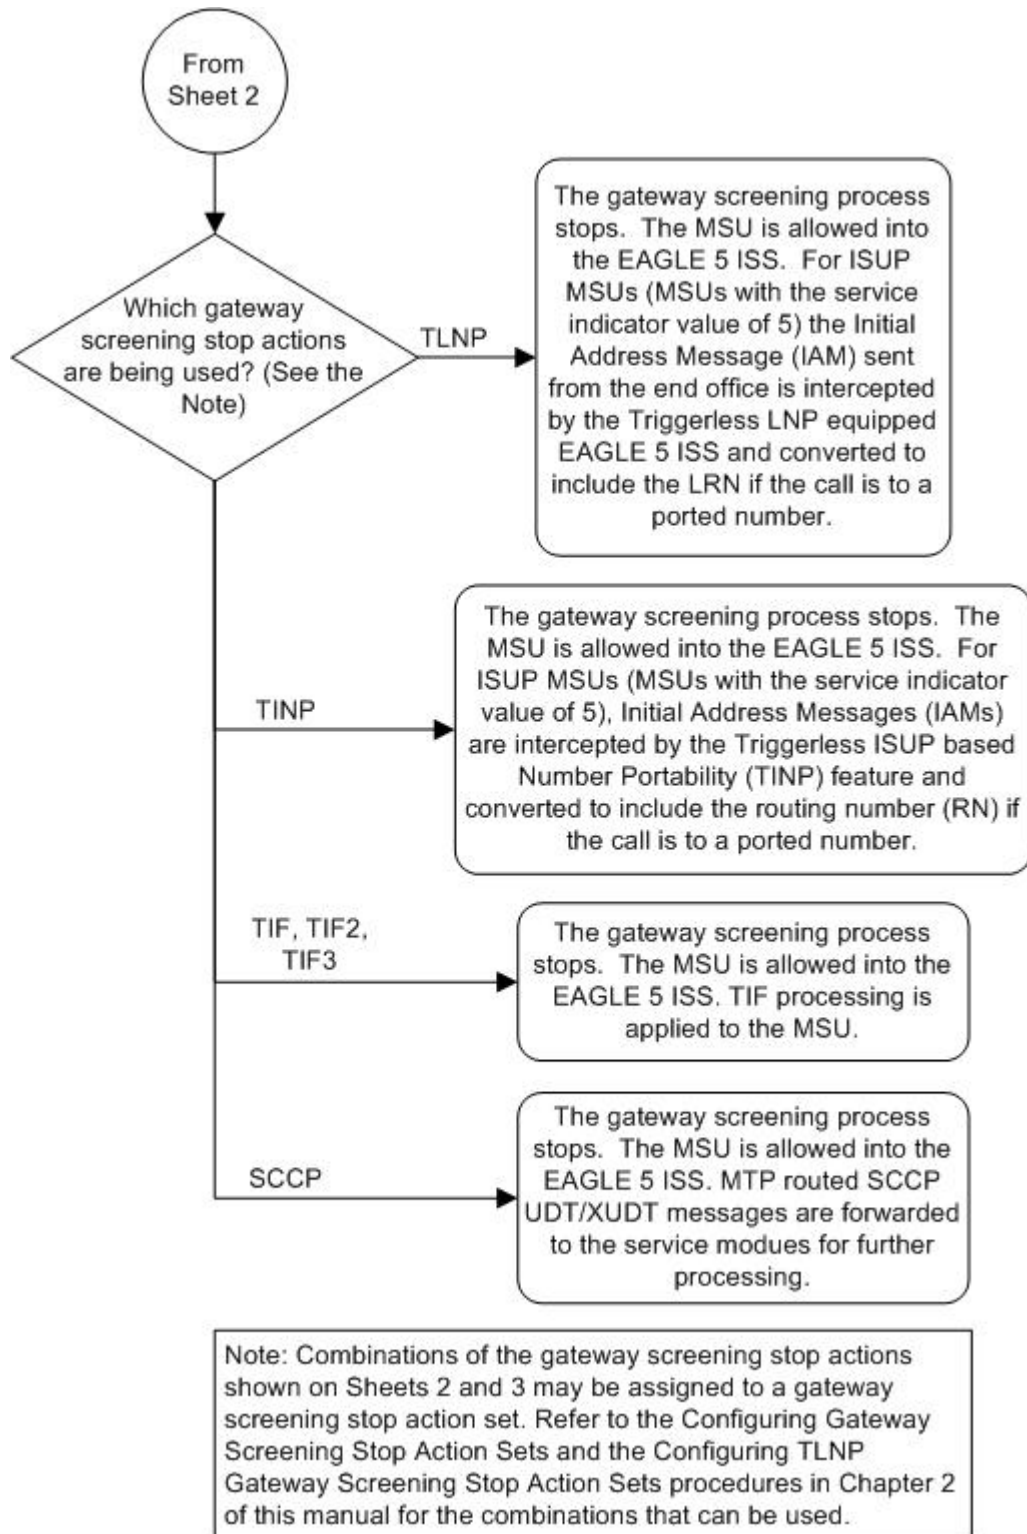 From
Sheet 2
Which gateway
screening stop actions
are being used? (See the
Note)
TLNP
The gateway screening process
stops.  The MSU is allowed into
the EAGLE 5 ISS.  For ISUP
MSUs (MSUs with the service
indicator value of 5) the Initial
Address Message (IAM) sent
from the end office is intercepted
by the Triggerless LNP equipped
EAGLE 5 ISS and converted to
include the LRN if the call is to a
ported number.
TINP
The gateway screening process stops.  The
MSU is allowed into the EAGLE 5 ISS.  For
ISUP MSUs (MSUs with the service indicator
value of 5), Initial Address Messages (IAMs)
are intercepted by the Triggerless ISUP based
Number Portability (TINP) feature and
converted to include the routing number (RN) if
the call is to a ported number.
TIF, TIF2,
TIF3
The gateway screening process
stops.  The MSU is allowed into the
EAGLE 5 ISS. TIF processing is
applied to the MSU.
SCCP
The gateway screening process
stops.  The MSU is allowed into the
EAGLE 5 ISS. MTP routed SCCP
UDT/XUDT messages are forwarded
to the service modues for further
processing.
Note: Combinations of the gateway screening stop actions
shown on Sheets 2 and 3 may be assigned to a gateway
screening stop action set. Refer to the Configuring Gateway
Screening Stop Action Sets and the Configuring TLNP
Gateway Screening Stop Action Sets procedures in Chapter 2
of this manual for the combinations that can be used.